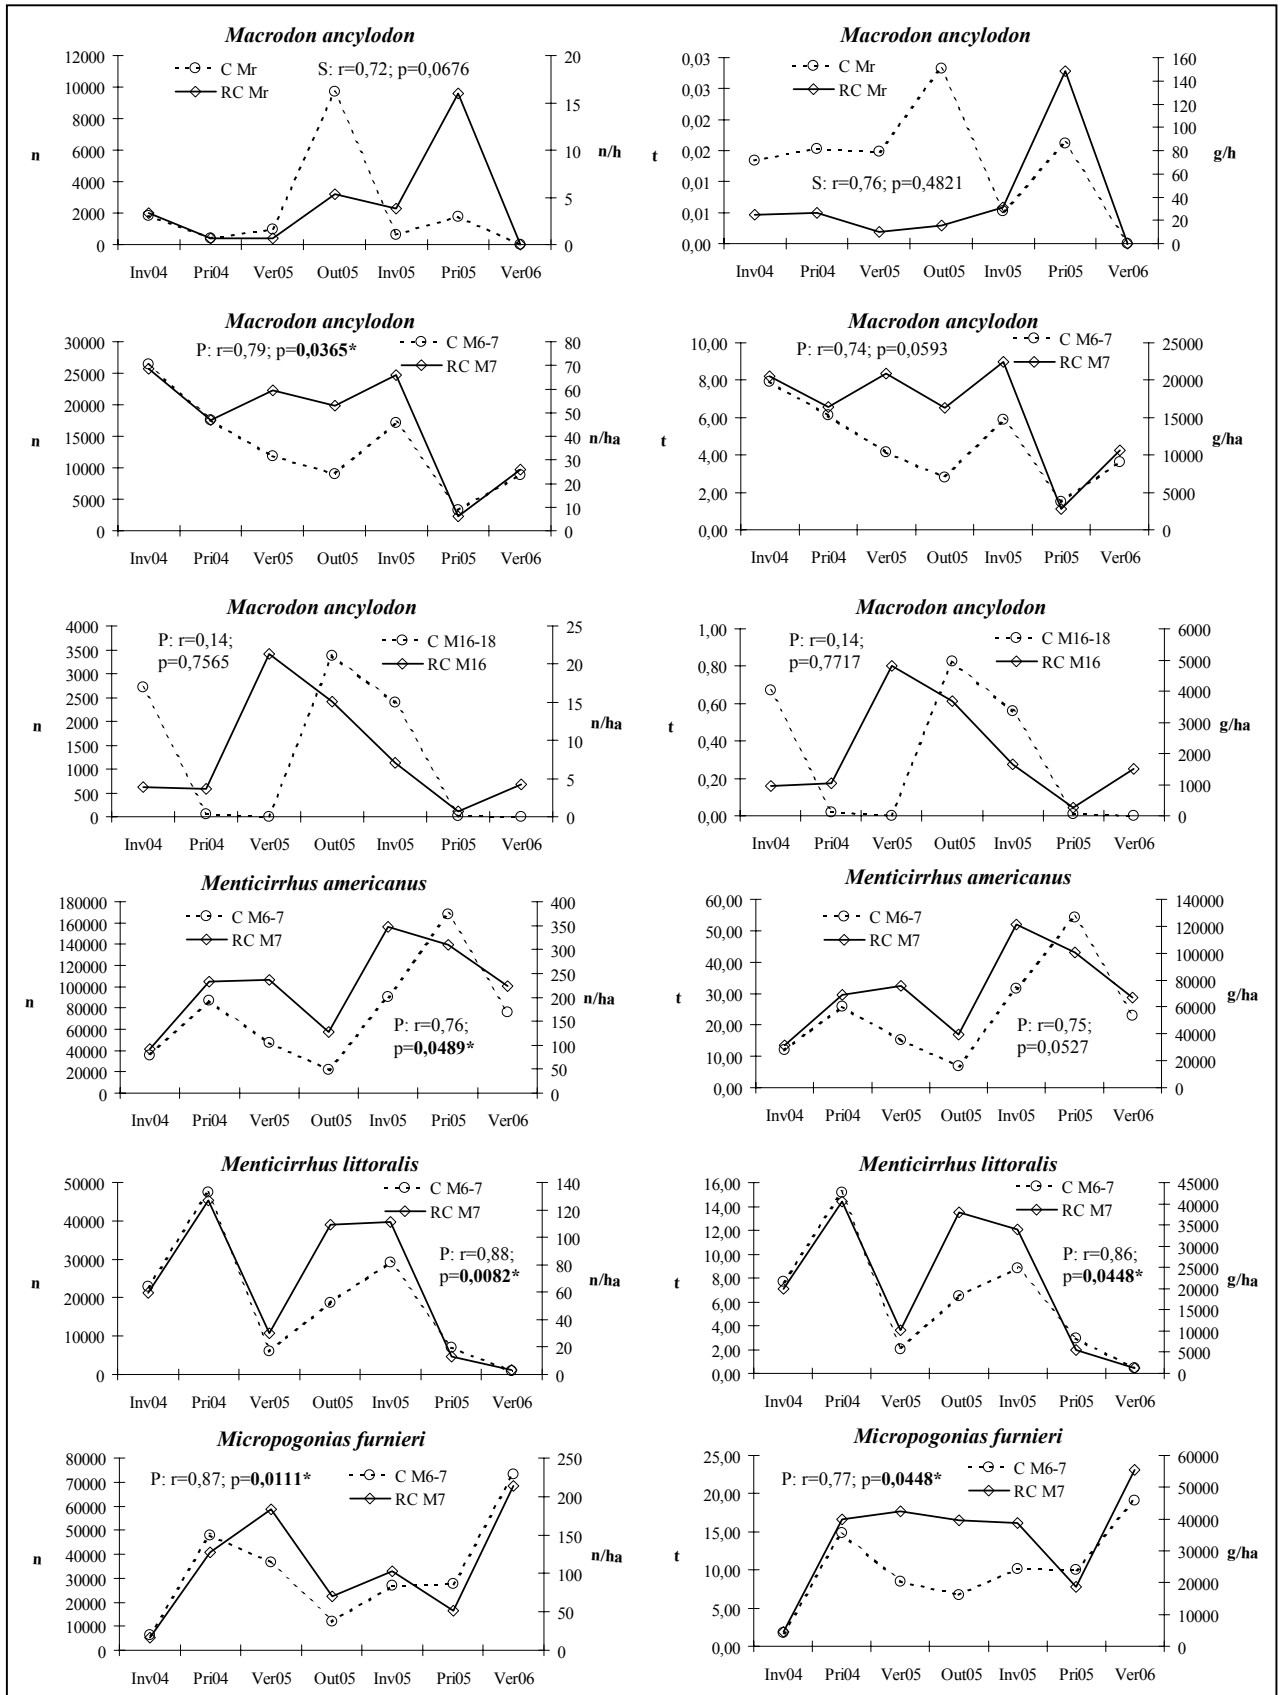 Macrodon ancylodon
12000
10000
8000
6000
4000
2000
0
n
C Mr
RC Mr
S: r=0,72; p=0,0676
20
15
10
5
0
n/h
Inv04 Pri04 Ver05 Out05 Inv05 Pri05 Ver06
Macrodon ancylodon
0,03
0,03
0,02
0,02
0,01
0,01
0,00
t
C Mr
RC Mr
S: r=0,76; p=0,4821
160
140
120
100
80
60
40
20
0
g/h
Inv04 Pri04 Ver05 Out05 Inv05 Pri05 Ver06
Macrodon ancylodon
30000
25000
20000
15000
10000
5000
0
n
P: r=0,79; p=0,0365*
C M6-7
RC M7
80
70
60
50
40
30
20
10
0
n/ha
Inv04 Pri04 Ver05 Out05 Inv05 Pri05 Ver06
Macrodon ancylodon
10,00
8,00
6,00
4,00
2,00
0,00
t
P: r=0,74; p=0,0593
C M6-7
RC M7
25000
20000
15000
10000
5000
0
g/ha
Inv04 Pri04 Ver05 Out05 Inv05 Pri05 Ver06
Macrodon ancylodon
4000
3500
3000
2500
2000
1500
1000
500
0
n
P: r=0,14;
p=0,7565
C M16-18
RC M16
25
20
15
10
5
0
n/ha
Inv04 Pri04 Ver05 Out05 Inv05 Pri05 Ver06
Macrodon ancylodon
1,00
0,80
0,60
0,40
0,20
0,00
t
P: r=0,14;
p=0,7717
C M16-18
RC M16
6000
5000
4000
3000
2000
1000
0
g/ha
Inv04 Pri04 Ver05 Out05 Inv05 Pri05 Ver06
Menticirrhus americanus
180000
160000
140000
120000
100000
80000
60000
40000
20000
0
n
C M6-7
RC M7
P: r=0,76;
p=0,0489*
400
350
300
250
200
150
100
50
0
n/ha
Inv04 Pri04 Ver05 Out05 Inv05 Pri05 Ver06
Menticirrhus americanus
60,00
50,00
40,00
30,00
20,00
10,00
0,00
t
C M6-7
RC M7
P: r=0,75;
p=0,0527
140000
120000
100000
80000
60000
40000
20000
0
g/ha
Inv04 Pri04 Ver05 Out05 Inv05 Pri05 Ver06
Menticirrhus littoralis
50000
40000
30000
20000
10000
0
n
C M6-7
RC M7
P: r=0,88;
p=0,0082*
140
120
100
80
60
40
20
0
n/ha
Inv04 Pri04 Ver05 Out05 Inv05 Pri05 Ver06
Menticirrhus littoralis
16,00
14,00
12,00
10,00
8,00
6,00
4,00
2,00
0,00
t
C M6-7
RC M7
P: r=0,86;
p=0,0448*
45000
40000
35000
30000
25000
20000
15000
10000
5000
0
g/ha
Inv04 Pri04 Ver05 Out05 Inv05 Pri05 Ver06
Micropogonias furnieri
80000
70000
60000
50000
40000
30000
20000
10000
0
n
P: r=0,87; p=0,0111*
C M6-7
RC M7
250
200
150
100
50
0
n/ha
Inv04 Pri04 Ver05 Out05 Inv05 Pri05 Ver06
Micropogonias furnieri
25,00
20,00
15,00
10,00
5,00
0,00
t
P: r=0,77; p=0,0448*
C M6-7
RC M7
60000
50000
40000
30000
20000
10000
0
g/ha
Inv04 Pri04 Ver05 Out05 Inv05 Pri05 Ver06